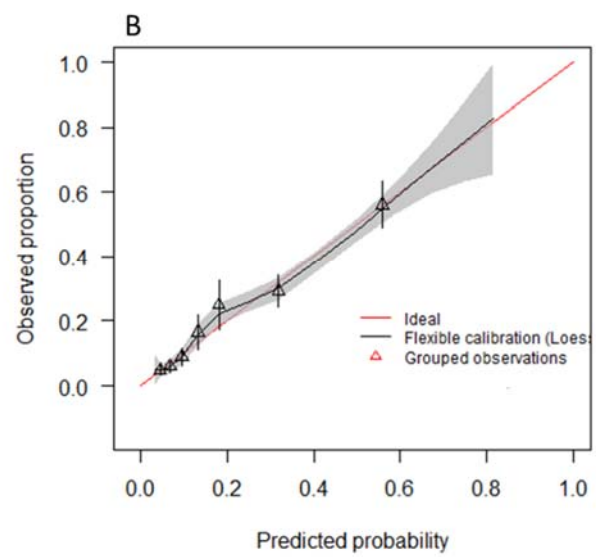 B
1.0
0.8
0.6
0.4
0.2
0.0
Observed proportion
Ideal
Flexible calibration (Loes
Grouped observations
0.0 0.2 0.4 0.6 0.8 1.0
Predicted probability